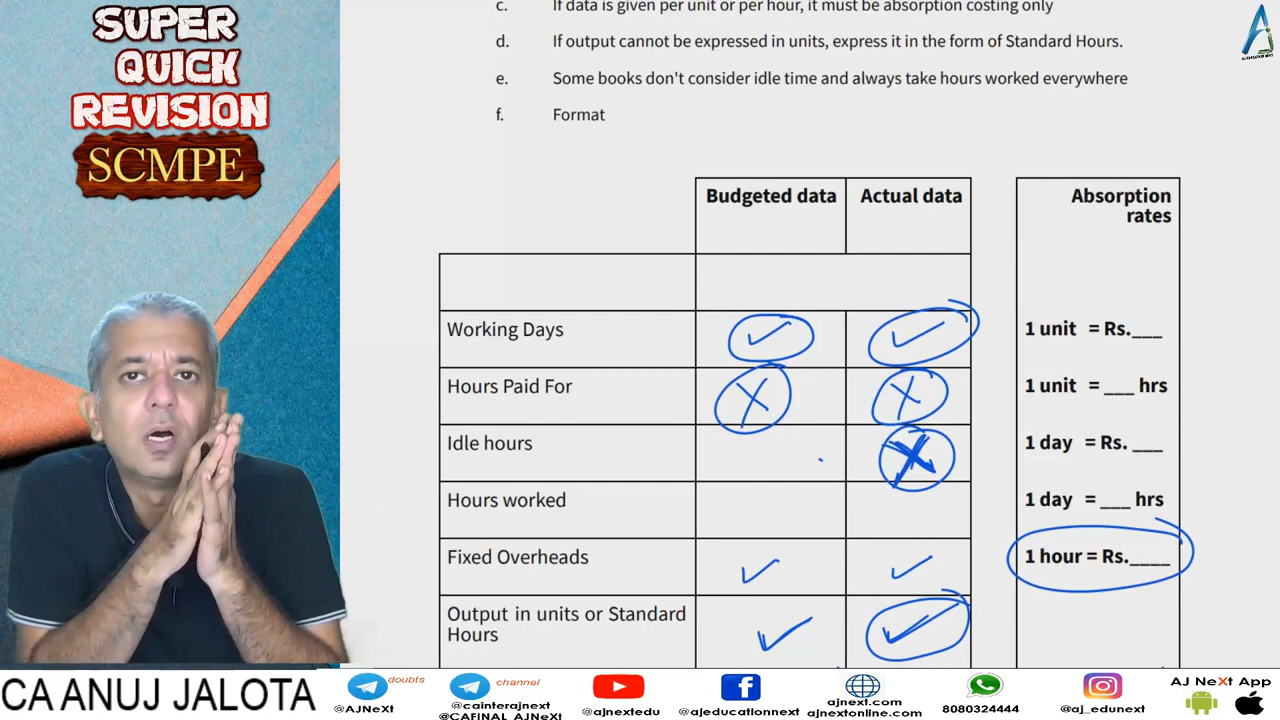 SUPER
QUICK
REVISION
SCMPE
c. If data is given per unit or per hour, it must be absorption costing only
d. If output cannot be expressed in units, express it in the form of Standard Hours.
e. Some books don't consider idle time and always take hours worked everywhere
f. Format
Budgeted data
Actual data
Absorption
rates
Working Days
1 unit = Rs.___
Hours Paid For
1 unit = ___ hrs
Idle hours
1 day = Rs. ___
Hours worked
1 day = ___ hrs
Fixed Overheads
1 hour = Rs.____
Output in units or Standard
Hours
CA ANUJ JALOTA
doubts
@AJNeXt
channel
@cainterajnext
@CAFINAL_AJNeXt
@ajnextedu
@ajeducationnext
ajnext.com
ajnextonline.com
8080324444
@aj_edunext
AJ NeXt App